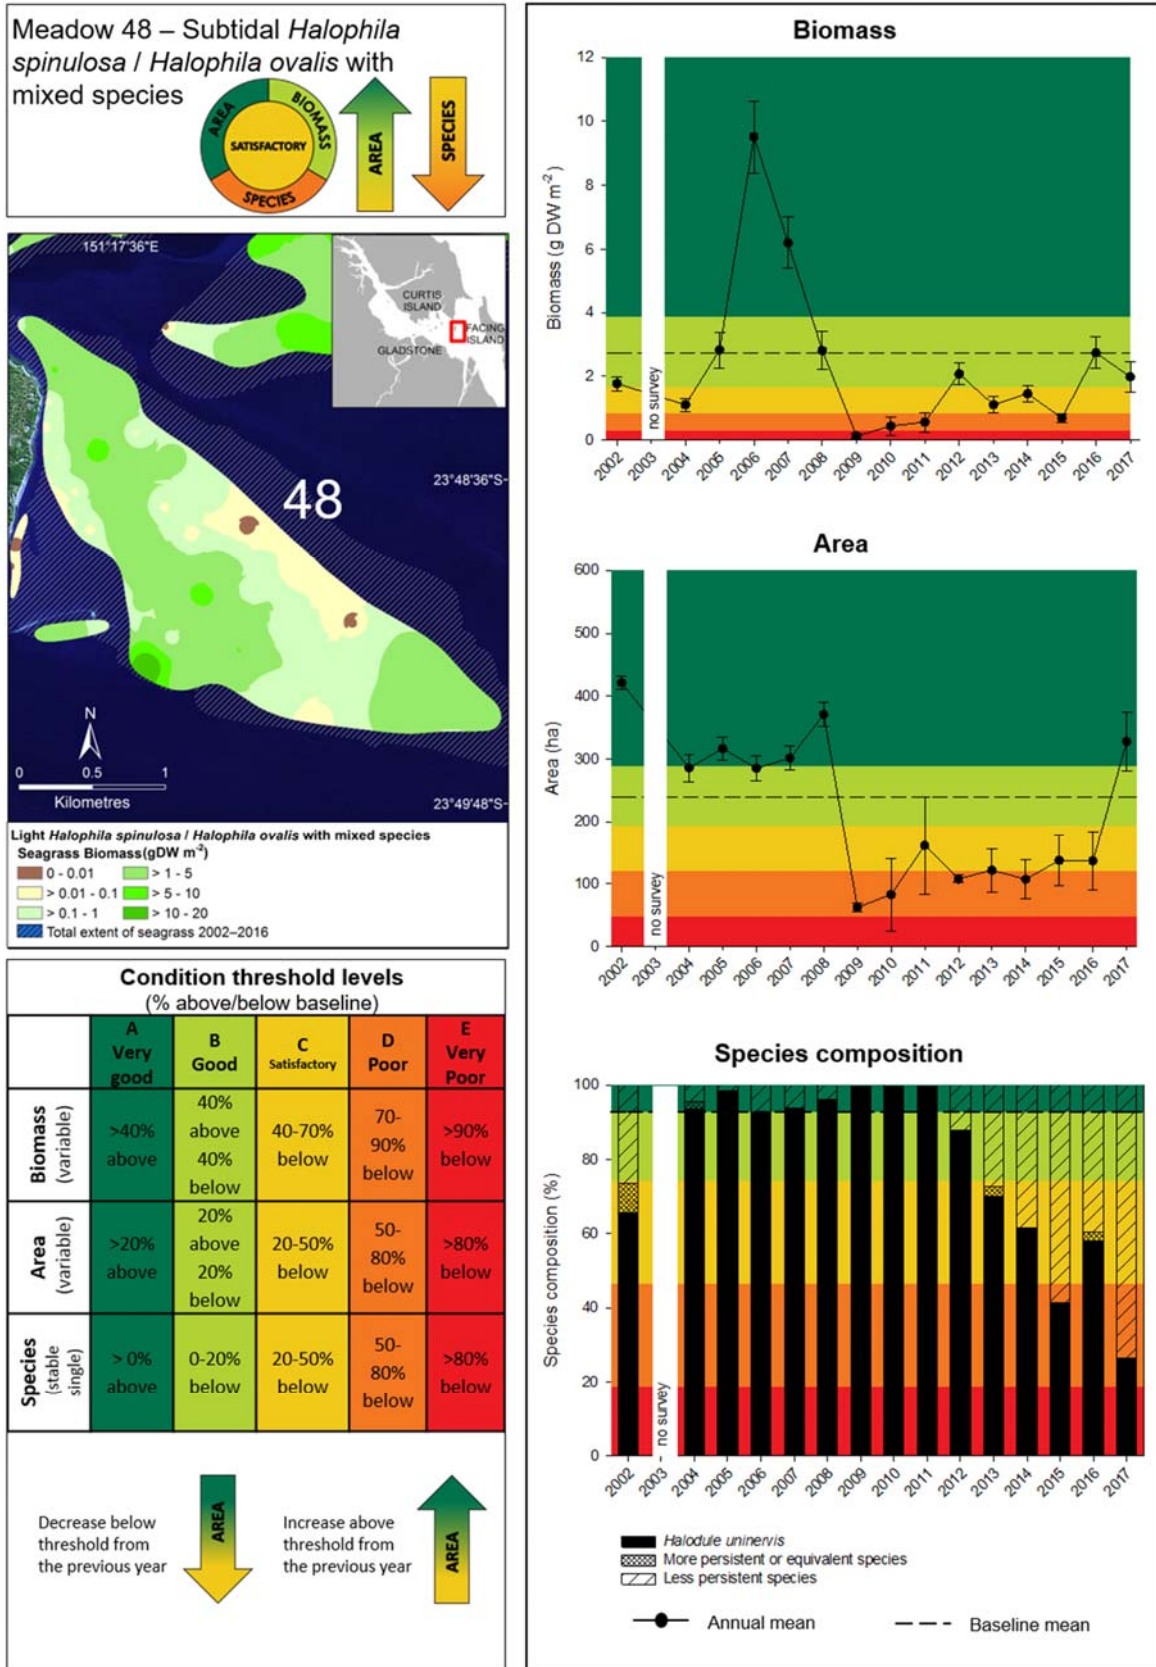 Meadow 48 – Subtidal Halophila
spinulosa / Halophila ovalis with
mixed species
AREA
BIOMASS
SATISFACTORY
SPECIES
AREA
SPECIES
151°17'36"E
CURTIS
ISLAND
FACING
ISLAND
GLADSTONE
23°48'36"S
48
N
0 0.5 1
Kilometres
23°49'48"S
Light Halophila spinulosa / Halophila ovalis with mixed species
Seagrass Biomass(gDW m-2)
0 - 0.01
> 1 - 5
> 0.01 - 0.1
> 5 - 10
> 0.1 - 1
> 10 - 20
Total extent of seagrass 2002–2016
Condition threshold levels
(% above/below baseline)
A
Very
good
B
Good
C
Satisfactory
D
Poor
E
Very
Poor
Biomass
(variable)
>40%
above
40%
above
40%
below
40-70%
below
70-
90%
below
>90%
below
Area
(variable)
>20%
above
20%
above
20%
below
20-50%
below
50-
80%
below
>80%
below
Species
(stable
single)
> 0%
above
0-20%
below
20-50%
below
50-
80%
below
>80%
below
Decrease below
threshold from
the previous year
AREA
Increase above
threshold from
the previous year
AREA
Biomass
Biomass (g DW m-2)
12
10
8
6
4
2
0
no survey
2002 2003 2004 2005 2006 2007 2008 2009 2010 2011 2012 2013 2014 2015 2016 2017
Area
Area (ha)
600
500
400
300
200
100
0
no survey
2002 2003 2004 2005 2006 2007 2008 2009 2010 2011 2012 2013 2014 2015 2016 2017
Species composition
Species composition (%)
100
80
60
40
20
0
no survey
2002 2003 2004 2005 2006 2007 2008 2009 2010 2011 2012 2013 2014 2015 2016 2017
Halodule uninervis
More persistent or equivalent species
Less persistent species
Annual mean
Baseline mean